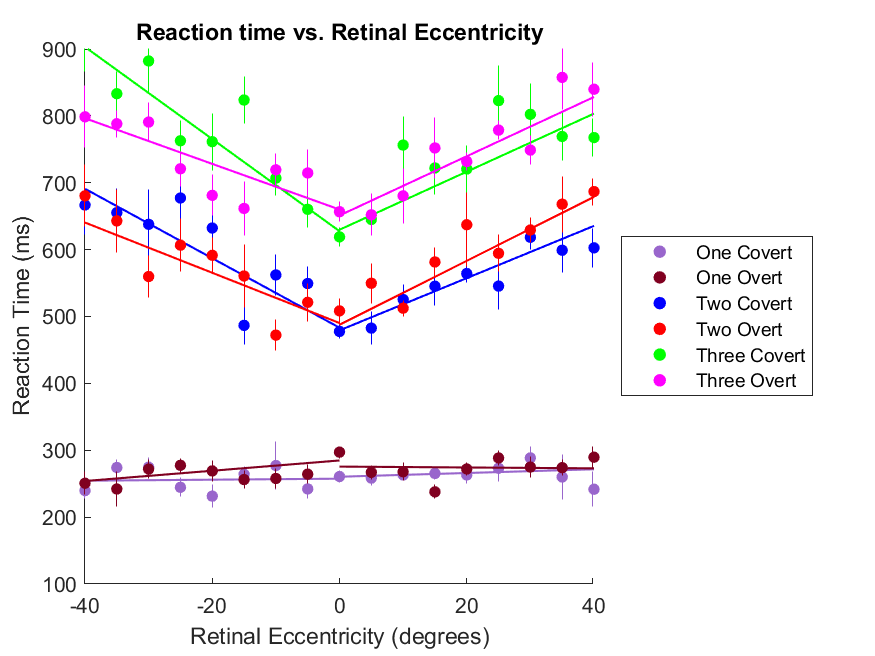 Reaction time vs. Retinal Eccentricity
900
800
700
600
500
400
300
200
100
Reaction Time (ms)
-40
-20
0
20
40
Retinal Eccentricity (degrees)
One Covert
One Overt
Two Covert
Two Overt
Three Covert
Three Overt